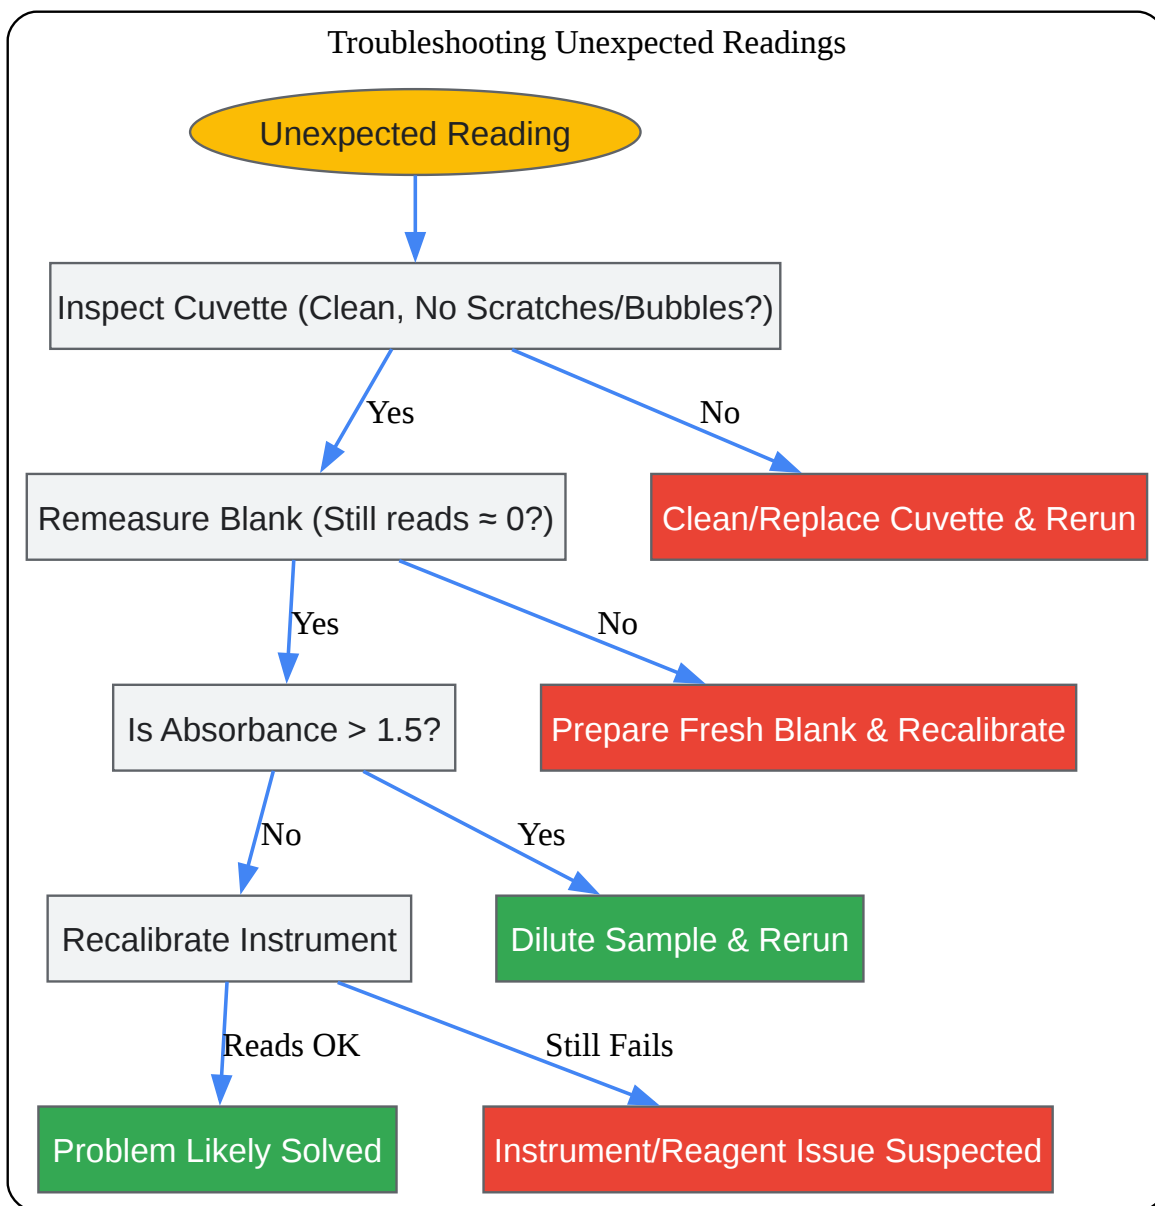 Troubleshooting Unexpected Readings
Unexpected Reading
Inspect Cuvette (Clean, No Scratches/Bubbles?)
Yes
No
Remeasure Blank (Still reads ≈ 0?)
Clean/Replace Cuvette & Rerun
Yes
No
Is Absorbance > 1.5?
Prepare Fresh Blank & Recalibrate
No
Yes
Recalibrate Instrument
Dilute Sample & Rerun
Reads OK
Still Fails
Problem Likely Solved
Instrument/Reagent Issue Suspected